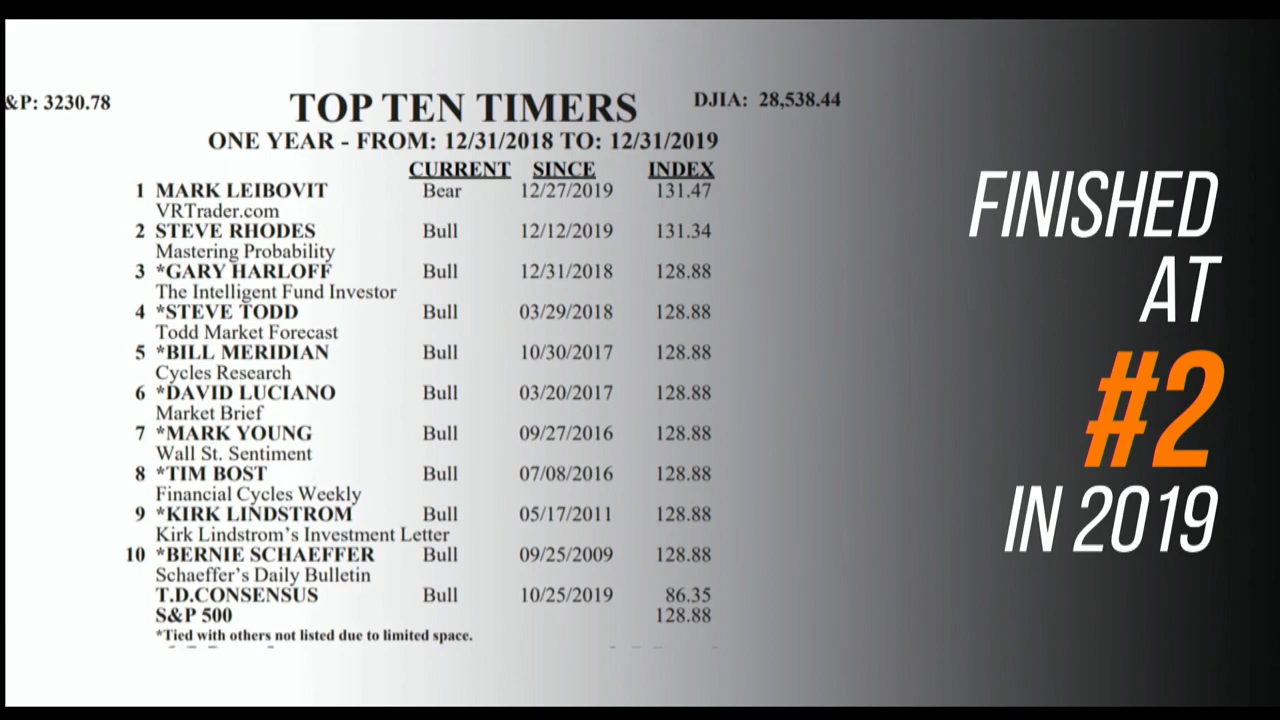 &P: 3230.78
TOP TEN TIMERS
DJIA: 28,538.44
ONE YEAR - FROM: 12/31/2018 TO: 12/31/2019
CURRENT SINCE INDEX
1 MARK LEIBOVIT Bear 12/27/2019 131.47
VRTrader.com
2 STEVE RHODES Bull 12/12/2019 131.34
Mastering Probability
3 *GARY HARLOFF Bull 12/31/2018 128.88
The Intelligent Fund Investor
4 *STEVE TODD Bull 03/29/2018 128.88
Todd Market Forecast
5 *BILL MERIDIAN Bull 10/30/2017 128.88
Cycles Research
6 *DAVID LUCIANO Bull 03/20/2017 128.88
Market Brief
7 *MARK YOUNG Bull 09/27/2016 128.88
Wall St. Sentiment
8 *TIM BOST Bull 07/08/2016 128.88
Financial Cycles Weekly
9 *KIRK LINDSTROM Bull 05/17/2011 128.88
Kirk Lindstrom's Investment Letter
10 *BERNIE SCHAEFFER Bull 09/25/2009 128.88
Schaeffer's Daily Bulletin
T.D.CONSENSUS Bull 10/25/2019 86.35
S&P 500 128.88
*Tied with others not listed due to limited space.
FINISHED
AT
#2
IN 2019